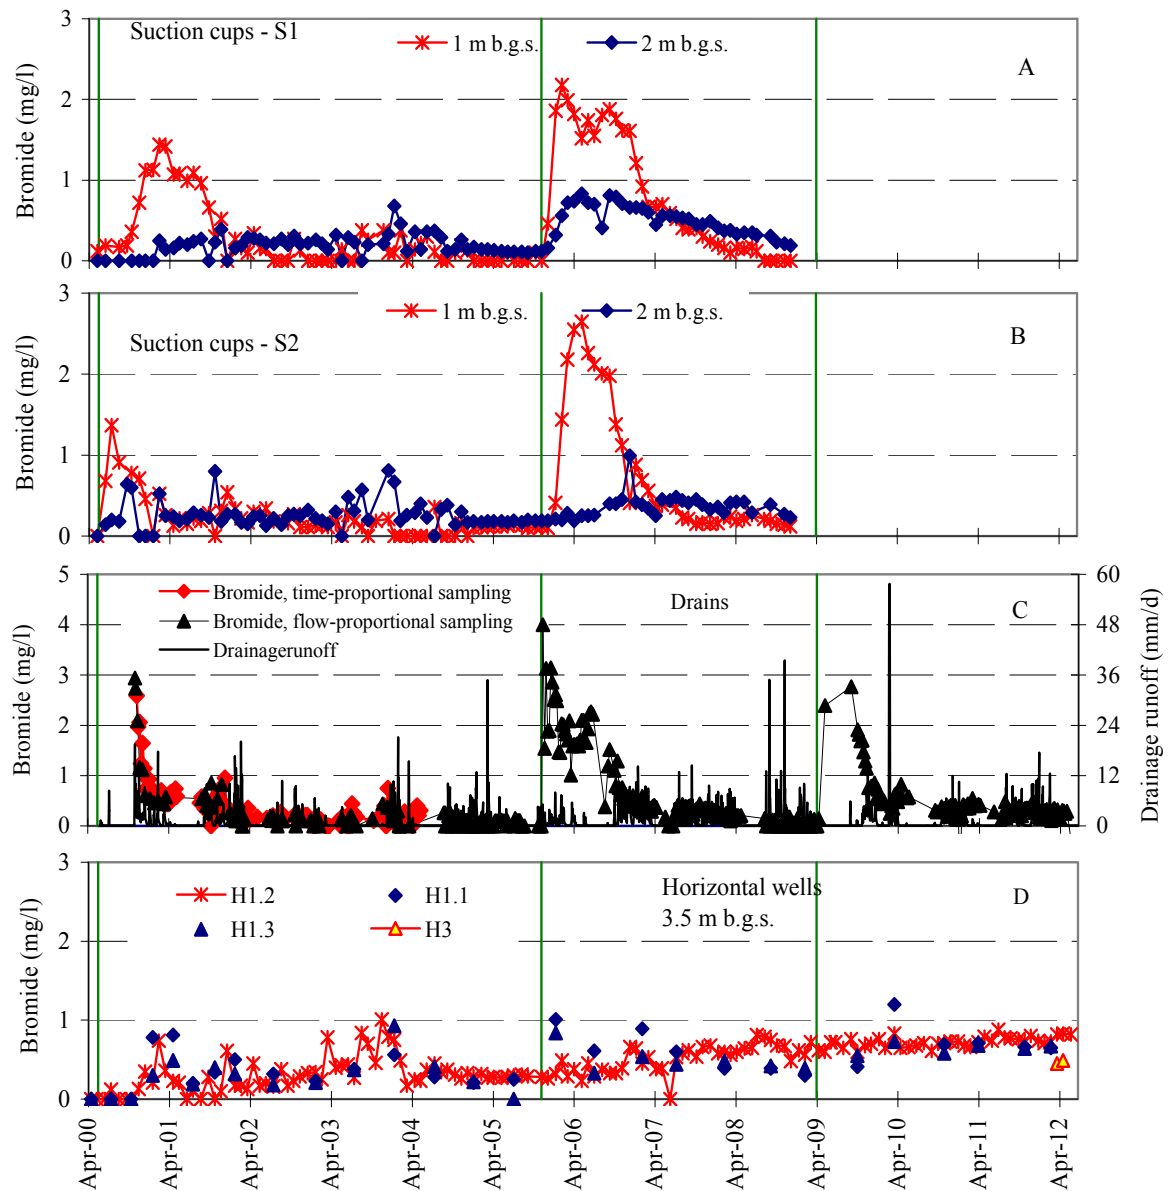 Suction cups - S1
1 m b.g.s.
2 m b.g.s.
A
Bromide (mg/l)
3
2
1
0
Suction cups - S2
1 m b.g.s.
2 m b.g.s.
B
Bromide (mg/l)
3
2
1
0
Bromide, time-proportional sampling
Bromide, flow-proportional sampling
Drainagerunoff
Drains
C
Bromide (mg/l)
5
4
3
2
1
0
60
48
36
24
12
0
Drainage runoff (mm/d)
H1.2
H1.1
H1.3
H3
Horizontal wells
3.5 m b.g.s.
D
Bromide (mg/l)
3
2
1
0
Apr-00
Apr-01
Apr-02
Apr-03
Apr-04
Apr-05
Apr-06
Apr-07
Apr-08
Apr-09
Apr-10
Apr-11
Apr-12